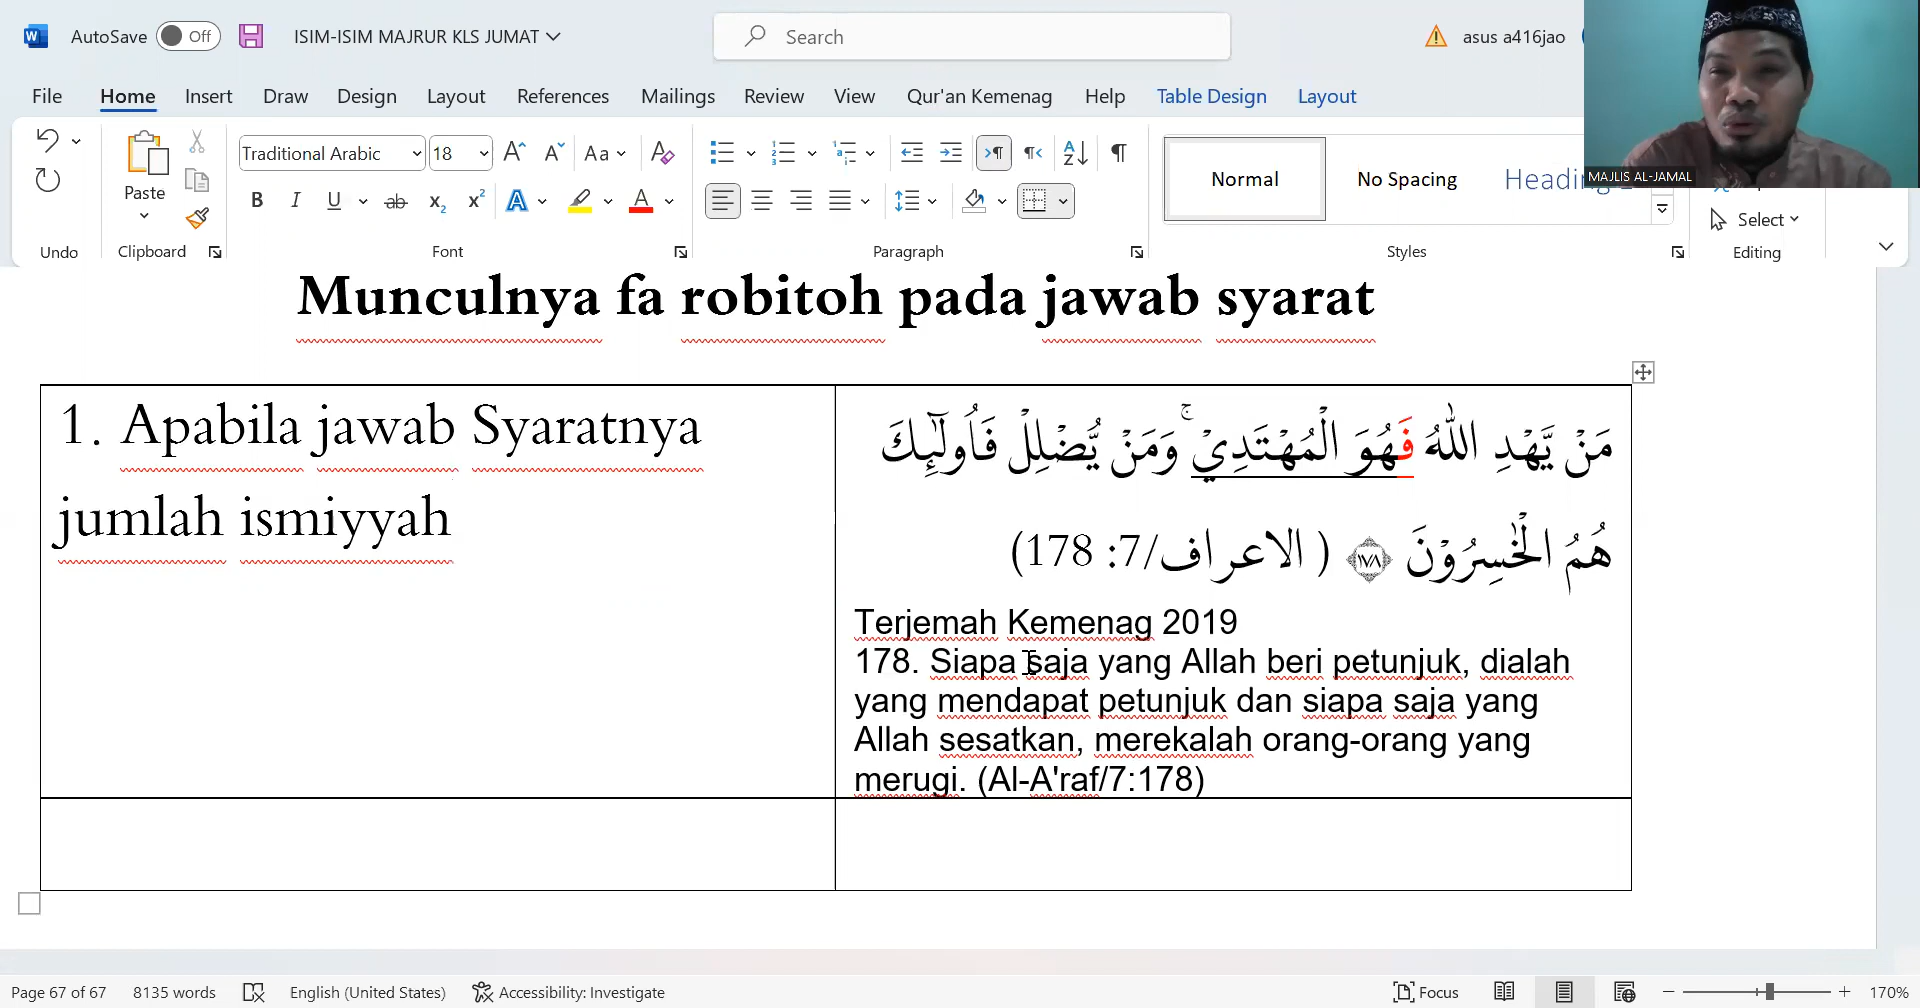 AutoSave Off ISIM-ISIM MAJRUR KLS JUMAT Search asus a416jao
File Home Insert Draw Design Layout References Mailings Review View Qur'an Kemenag Help Table Design Layout
MAJLIS AL-JAMAL
Paste
Traditional Arabic 18
Normal No Spacing Heading
Select
Undo Clipboard Font Paragraph Styles Editing
Munculnya fa robitoh pada jawab syarat
1. Apabila jawab Syaratnya
jumlah ismiyyah
مَنْ يَّهْدِ اللّٰهُ فَهُوَ الْمُهْتَدِيْۚ وَمَنْ يُّضْلِلْ فَاُولٰۤىِٕكَ
هُمُ الْخٰسِرُوْنَ ۝١٧٨ ( الاعراف/7: 178)
Terjemah Kemenag 2019
178. Siapa saja yang Allah beri petunjuk, dialah
yang mendapat petunjuk dan siapa saja yang
Allah sesatkan, merekalah orang-orang yang
merugi. (Al-A'raf/7:178)
Page 67 of 67 8135 words English (United States) Accessibility: Investigate Focus 170%